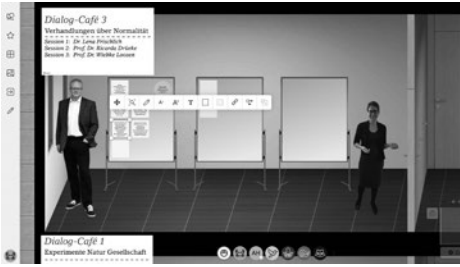 Dialog-Café 3
Verhandlungen über Normalität
Session 1: Dr. Lena Frischlich
Session 2: Prof. Dr. Ricarda Drüeke
Session 3: Prof. Dr. Wiebke Loosen
T
AH
Dialog-Café 1
Experimente Natur Gesellschaft